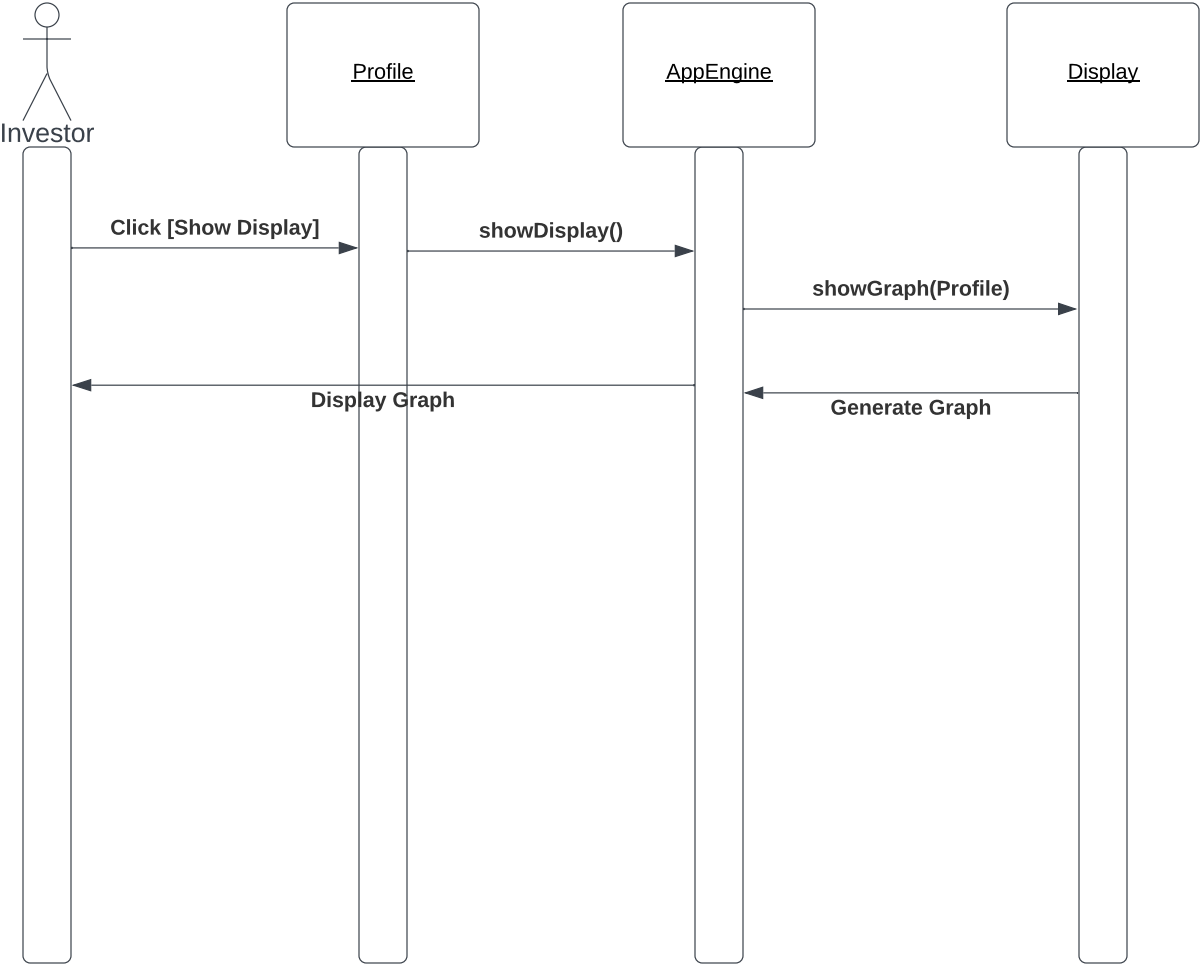 Investor
Profile
AppEngine
Display
Click [Show Display]
showDisplay()
showGraph(Profile)
Display Graph
Generate Graph